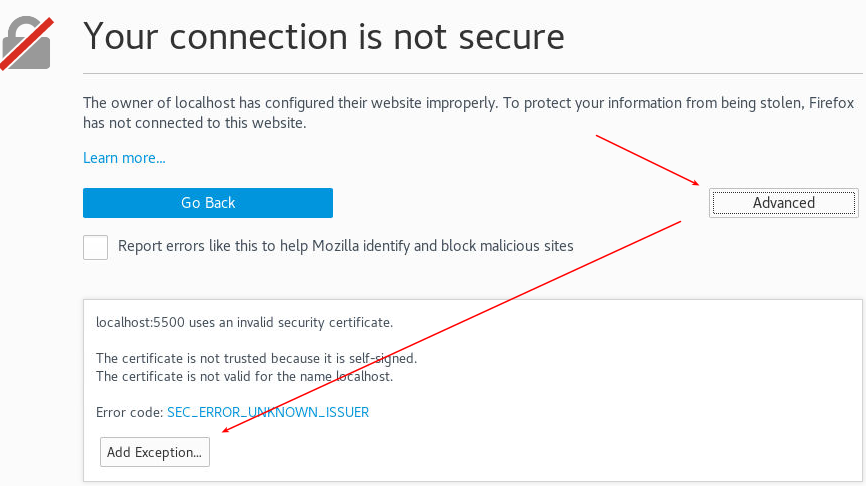 Your connection is not secure
The owner of localhost has configured their website improperly. To protect your information from being stolen, Firefox
has not connected to this website.
Learn more...
Go Back
Advanced
Report errors like this to help Mozilla identify and block malicious sites
localhost:5500 uses an invalid security certificate.
The certificate is not trusted because it is self-signed.
The certificate is not valid for the name localhost.
Error code: SEC_ERROR_UNKNOWN_ISSUER
Add Exception...